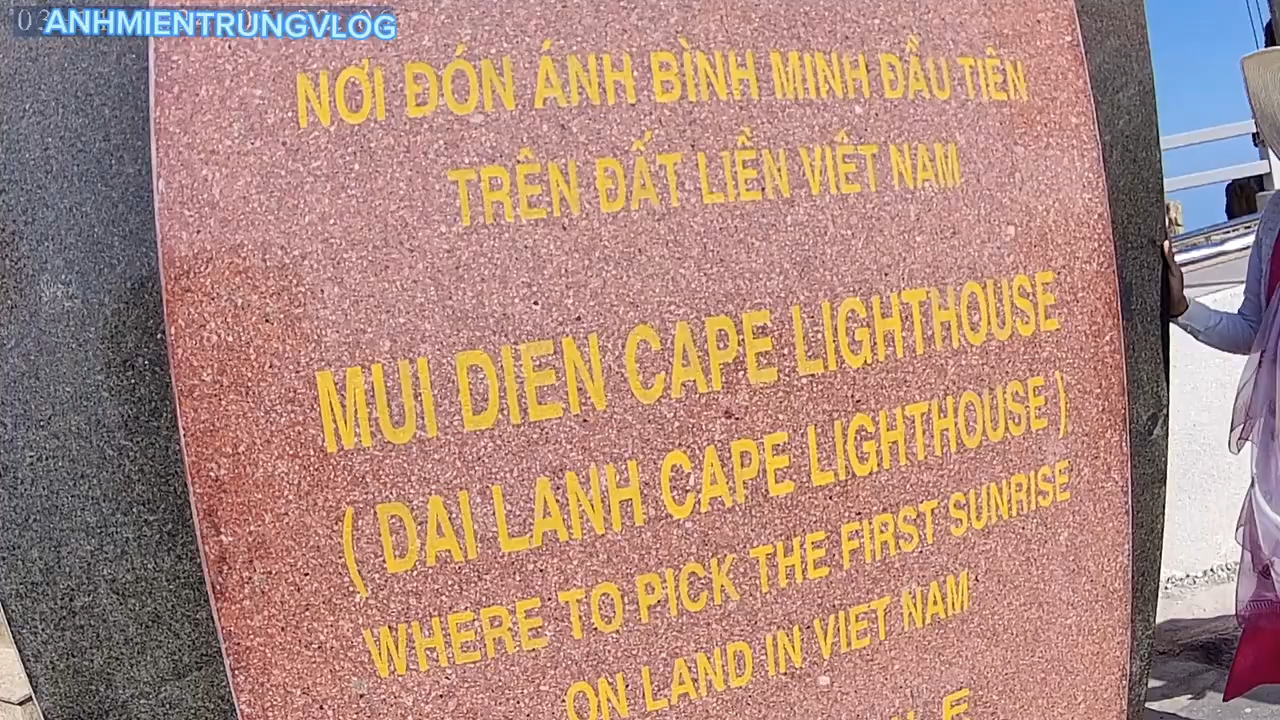 ANHMIENTRUNGVLOG
NƠI ĐÓN ÁNH BÌNH MINH ĐẦU TIÊN
TRÊN ĐẤT LIỀN VIÊT NAM
MUI DIEN CAPE LIGHTHOUSE
( DAI LANH CAPE LIGHTHOUSE )
WHERE TO PICK THE FIRST SUNRISE
ON LAND IN VIET NAM